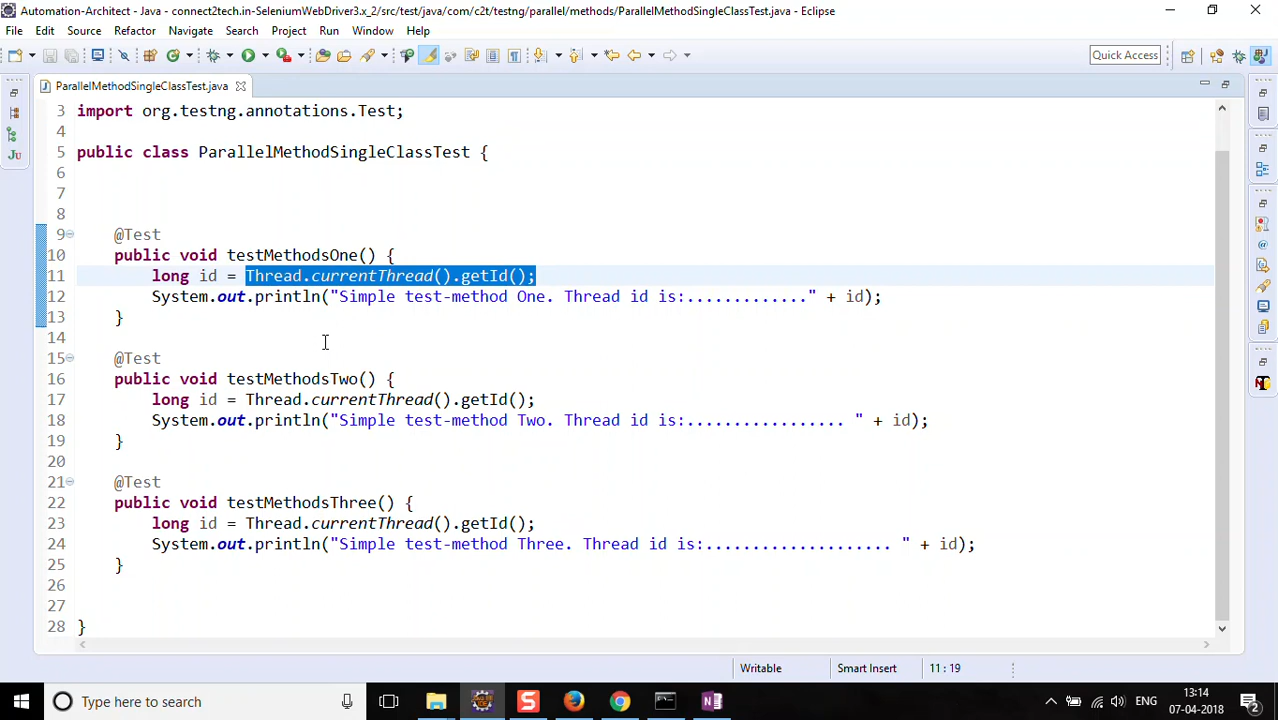 Automation-Architect - Java - connect2tech.in-SeleniumWebDriver3.x_2/src/test/java/com/c2t/testng/parallel/methods/ParallelMethodSingleClassTest.java - Eclipse
File Edit Source Refactor Navigate Search Project Run Window Help
Quick Access
ParallelMethodSingleClassTest.java
3 import org.testng.annotations.Test;
4
5 public class ParallelMethodSingleClassTest {
6
7
8
9 @Test
10 public void testMethodsOne() {
11 long id = Thread.currentThread().getId();
12 System.out.println("Simple test-method One. Thread id is:............." + id);
13 }
14
15 @Test
16 public void testMethodsTwo() {
17 long id = Thread.currentThread().getId();
18 System.out.println("Simple test-method Two. Thread id is:................. " + id);
19 }
20
21 @Test
22 public void testMethodsThree() {
23 long id = Thread.currentThread().getId();
24 System.out.println("Simple test-method Three. Thread id is:.................... " + id);
25 }
26
27
28 }
Ju
Writable Smart Insert 11 : 19
Type here to search
ENG
13:14
07-04-2018
2